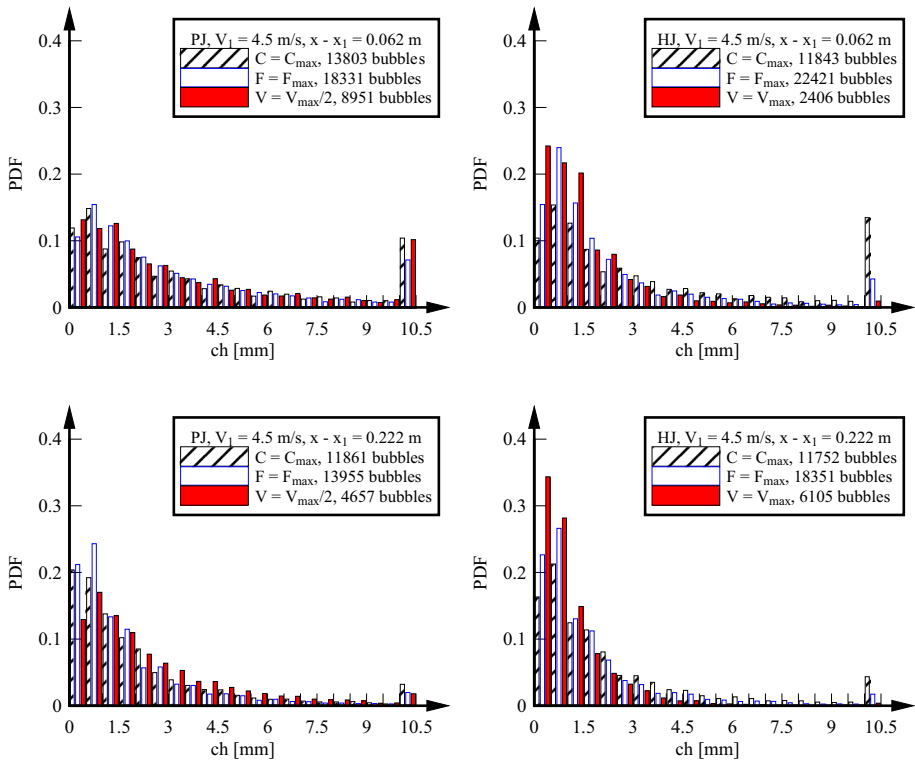 PJ, V1 = 4.5 m/s, x - x1 = 0.062 m
C = Cmax, 13803 bubbles
F = Fmax, 18331 bubbles
V = Vmax/2, 8951 bubbles
0.4
0.3
0.2
0.1
0
PDF
0 1.5 3 4.5 6 7.5 9 10.5
ch [mm]
HJ, V1 = 4.5 m/s, x - x1 = 0.062 m
C = Cmax, 11843 bubbles
F = Fmax, 22421 bubbles
V = Vmax, 2406 bubbles
0.4
0.3
0.2
0.1
0
PDF
0 1.5 3 4.5 6 7.5 9 10.5
ch [mm]
PJ, V1 = 4.5 m/s, x - x1 = 0.222 m
C = Cmax, 11861 bubbles
F = Fmax, 13955 bubbles
V = Vmax/2, 4657 bubbles
0.4
0.3
0.2
0.1
0
PDF
0 1.5 3 4.5 6 7.5 9 10.5
ch [mm]
HJ, V1 = 4.5 m/s, x - x1 = 0.222 m
C = Cmax, 11752 bubbles
F = Fmax, 18351 bubbles
V = Vmax, 6105 bubbles
0.4
0.3
0.2
0.1
0
PDF
0 1.5 3 4.5 6 7.5 9 10.5
ch [mm]